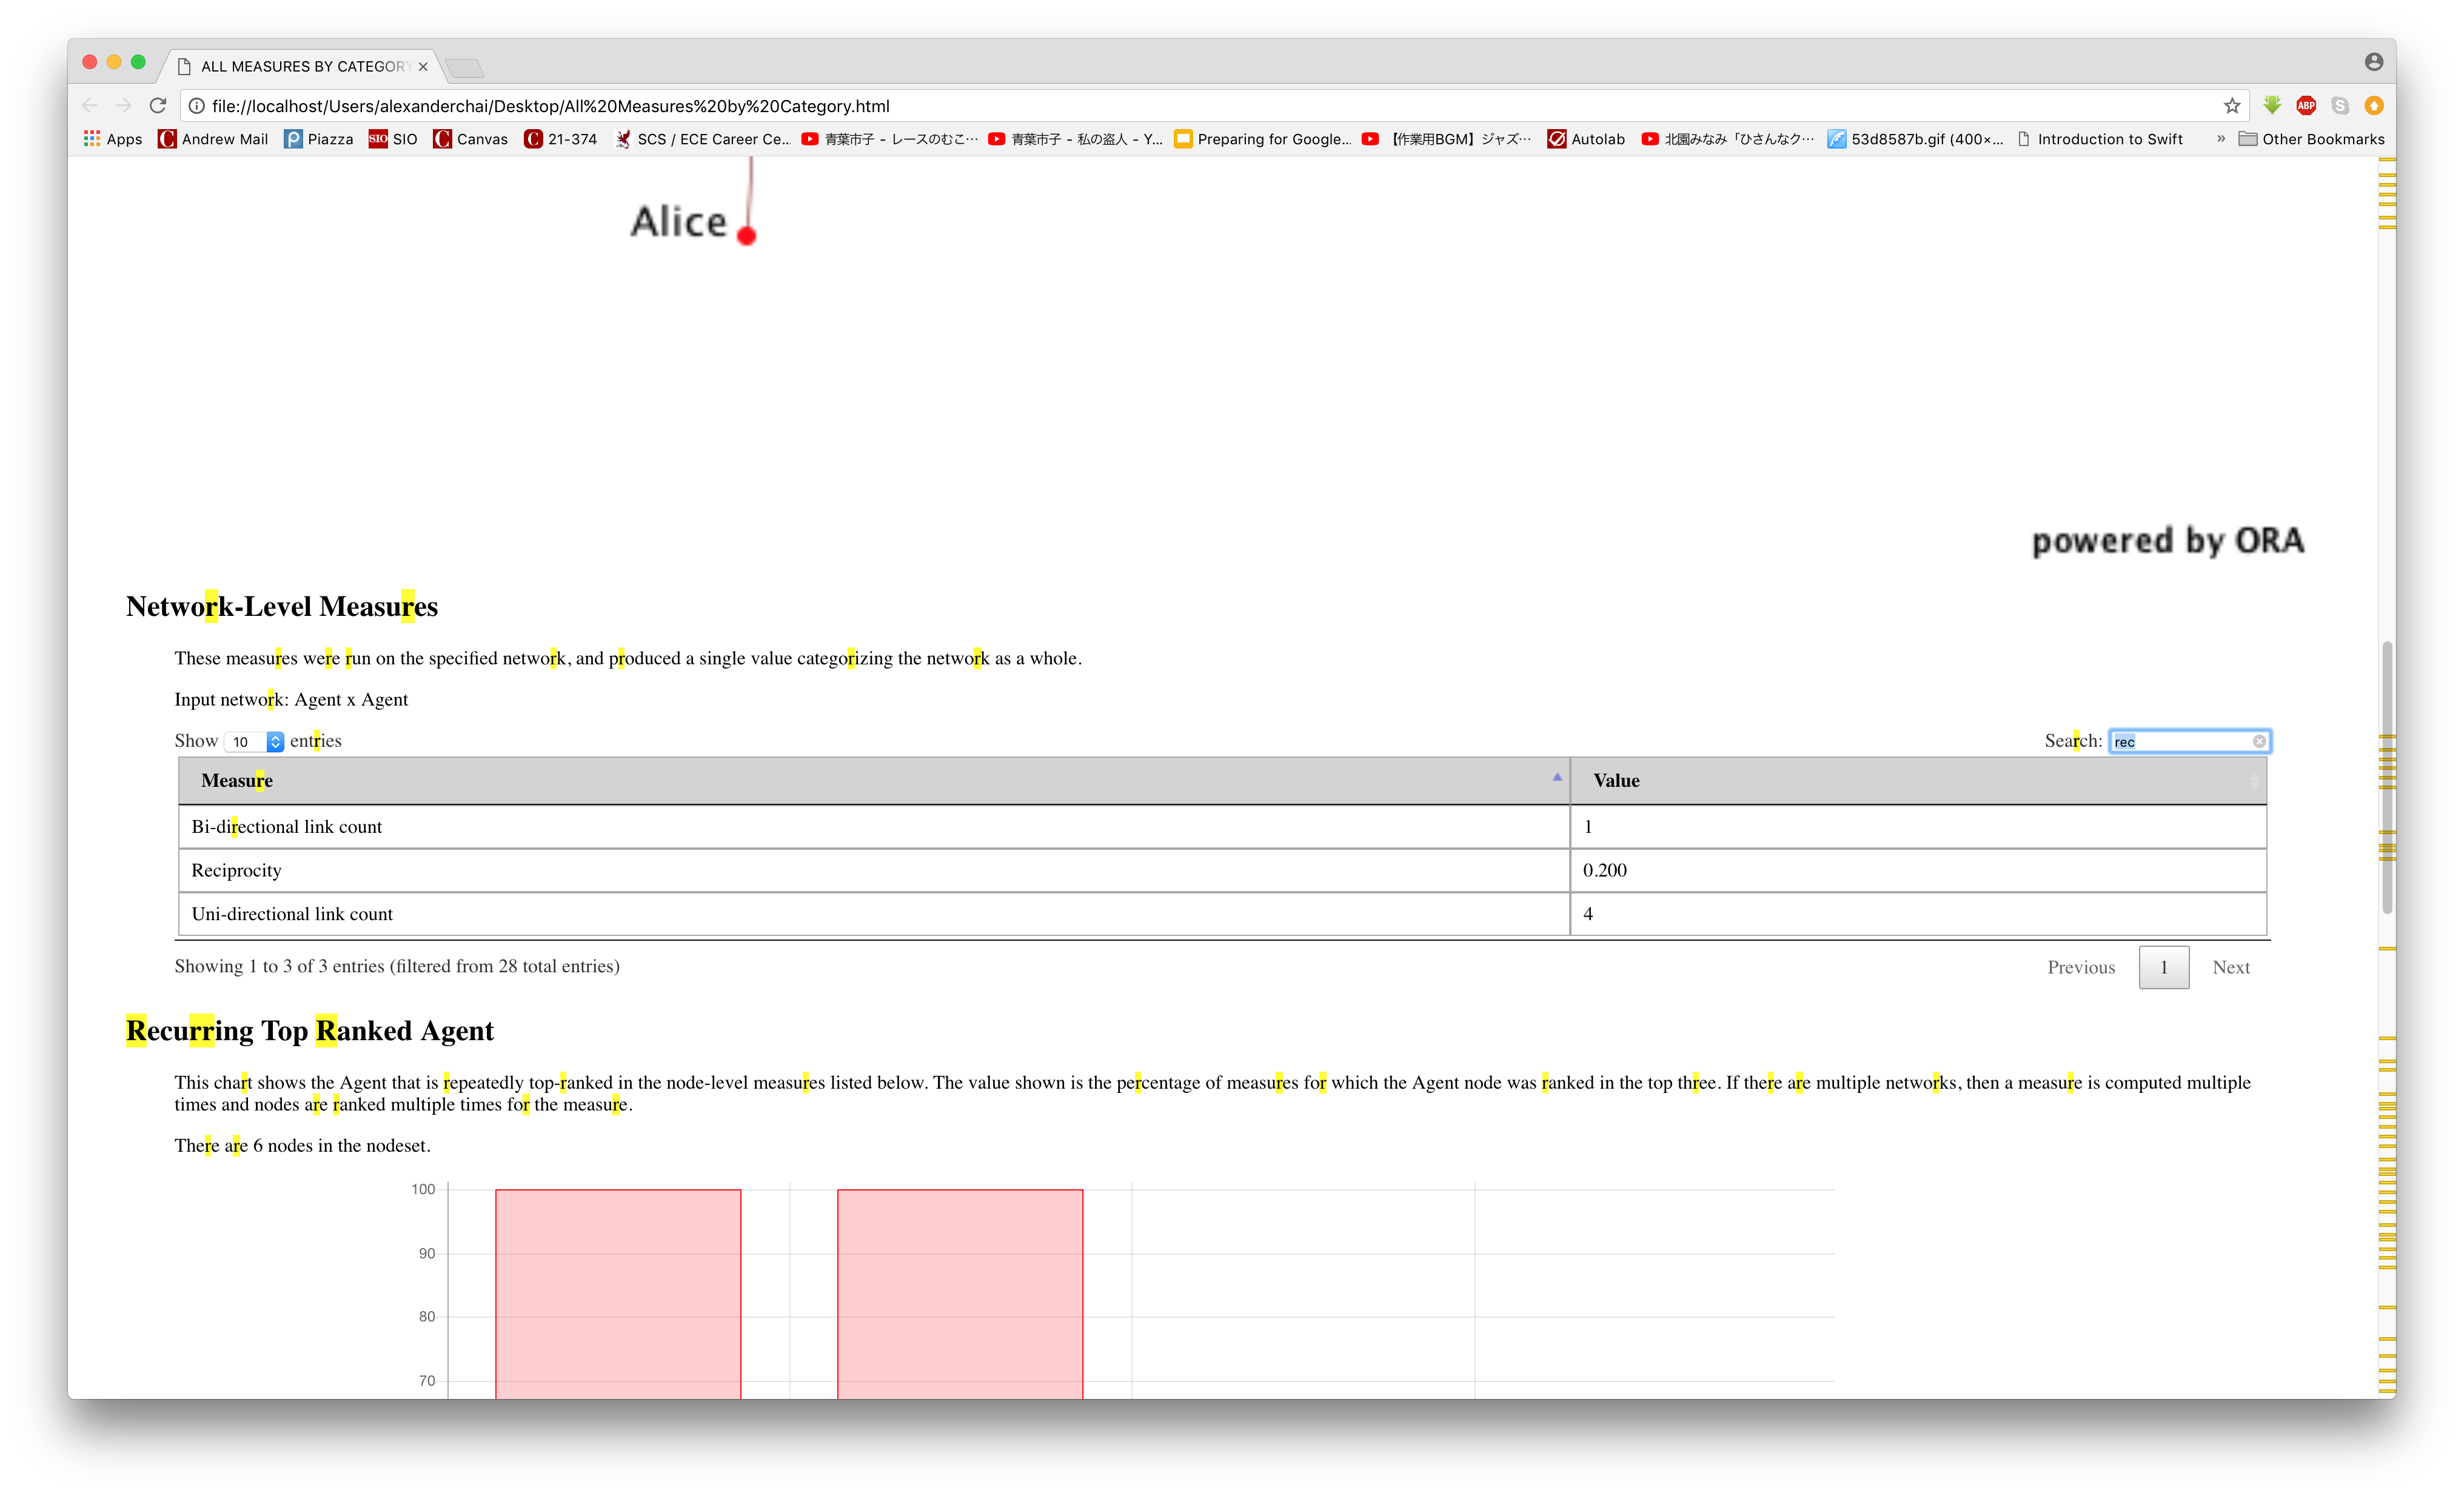 ALL MEASURES BY CATEGORY
file://localhost/Users/alexanderchai/Desktop/All%20Measures%20by%20Category.html
ABP
Apps Andrew Mail Piazza SIO SIO Canvas 21-374 SCS / ECE Career Ce... 青葉市子 - レースのむこ… 青葉市子 - 私の盗人 - Y... Preparing for Google... 【作業用BGM】ジャズ… Autolab 北園みなみ「ひさんなク… 53d8587b.gif (400×... Introduction to Swift » Other Bookmarks
Alice
powered by ORA
Network-Level Measures
These measures were run on the specified network, and produced a single value categorizing the network as a whole.
Input network: Agent x Agent
Show 10 entries Search: rec
Measure Value
Bi-directional link count 1
Reciprocity 0.200
Uni-directional link count 4
Showing 1 to 3 of 3 entries (filtered from 28 total entries) Previous 1 Next
Recurring Top Ranked Agent
This chart shows the Agent that is repeatedly top-ranked in the node-level measures listed below. The value shown is the percentage of measures for which the Agent node was ranked in the top three. If there are multiple networks, then a measure is computed multiple
times and nodes are ranked multiple times for the measure.
There are 6 nodes in the nodeset.
100
90
80
70